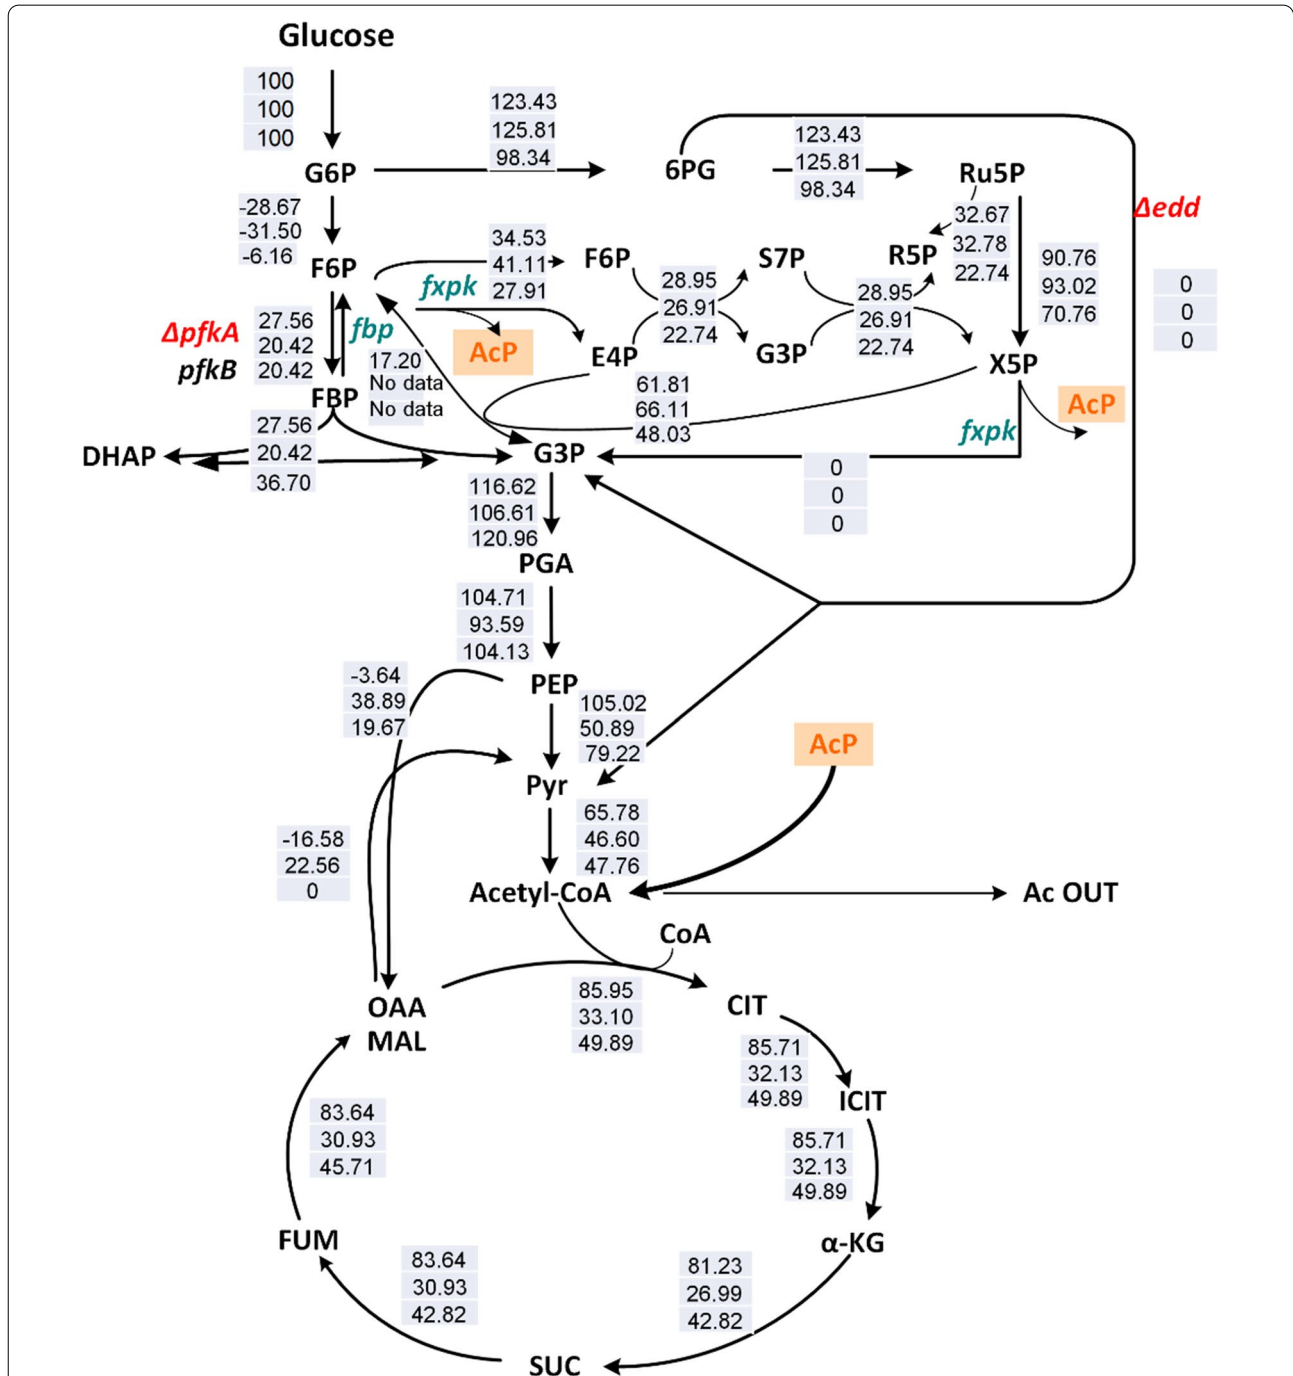 Glucose
100
100
100
123.43
125.81
98.34
123.43
125.81
98.34
G6P
6PG
Ru5P
Δedd
-28.67
-31.50
-6.16
32.67
32.78
22.74
34.53
41.11
27.91
F6P
F6P
S7P
R5P
90.76
93.02
70.76
0
0
0
fxpk
28.95
26.91
22.74
28.95
26.91
22.74
ΔpfkA
pfkB
27.56
20.42
20.42
fbp
AcP
E4P
G3P
X5P
17.20
No data
No data
FBP
61.81
66.11
48.03
AcP
fxpk
27.56
20.42
36.70
DHAP
G3P
0
0
0
116.62
106.61
120.96
PGA
104.71
93.59
104.13
-3.64
38.89
19.67
PEP
105.02
50.89
79.22
AcP
Pyr
65.78
46.60
47.76
-16.58
22.56
0
Acetyl-CoA
Ac OUT
CoA
OAA
MAL
85.95
33.10
49.89
CIT
85.71
32.13
49.89
ICIT
83.64
30.93
45.71
85.71
32.13
49.89
FUM
α-KG
83.64
30.93
42.82
81.23
26.99
42.82
SUC